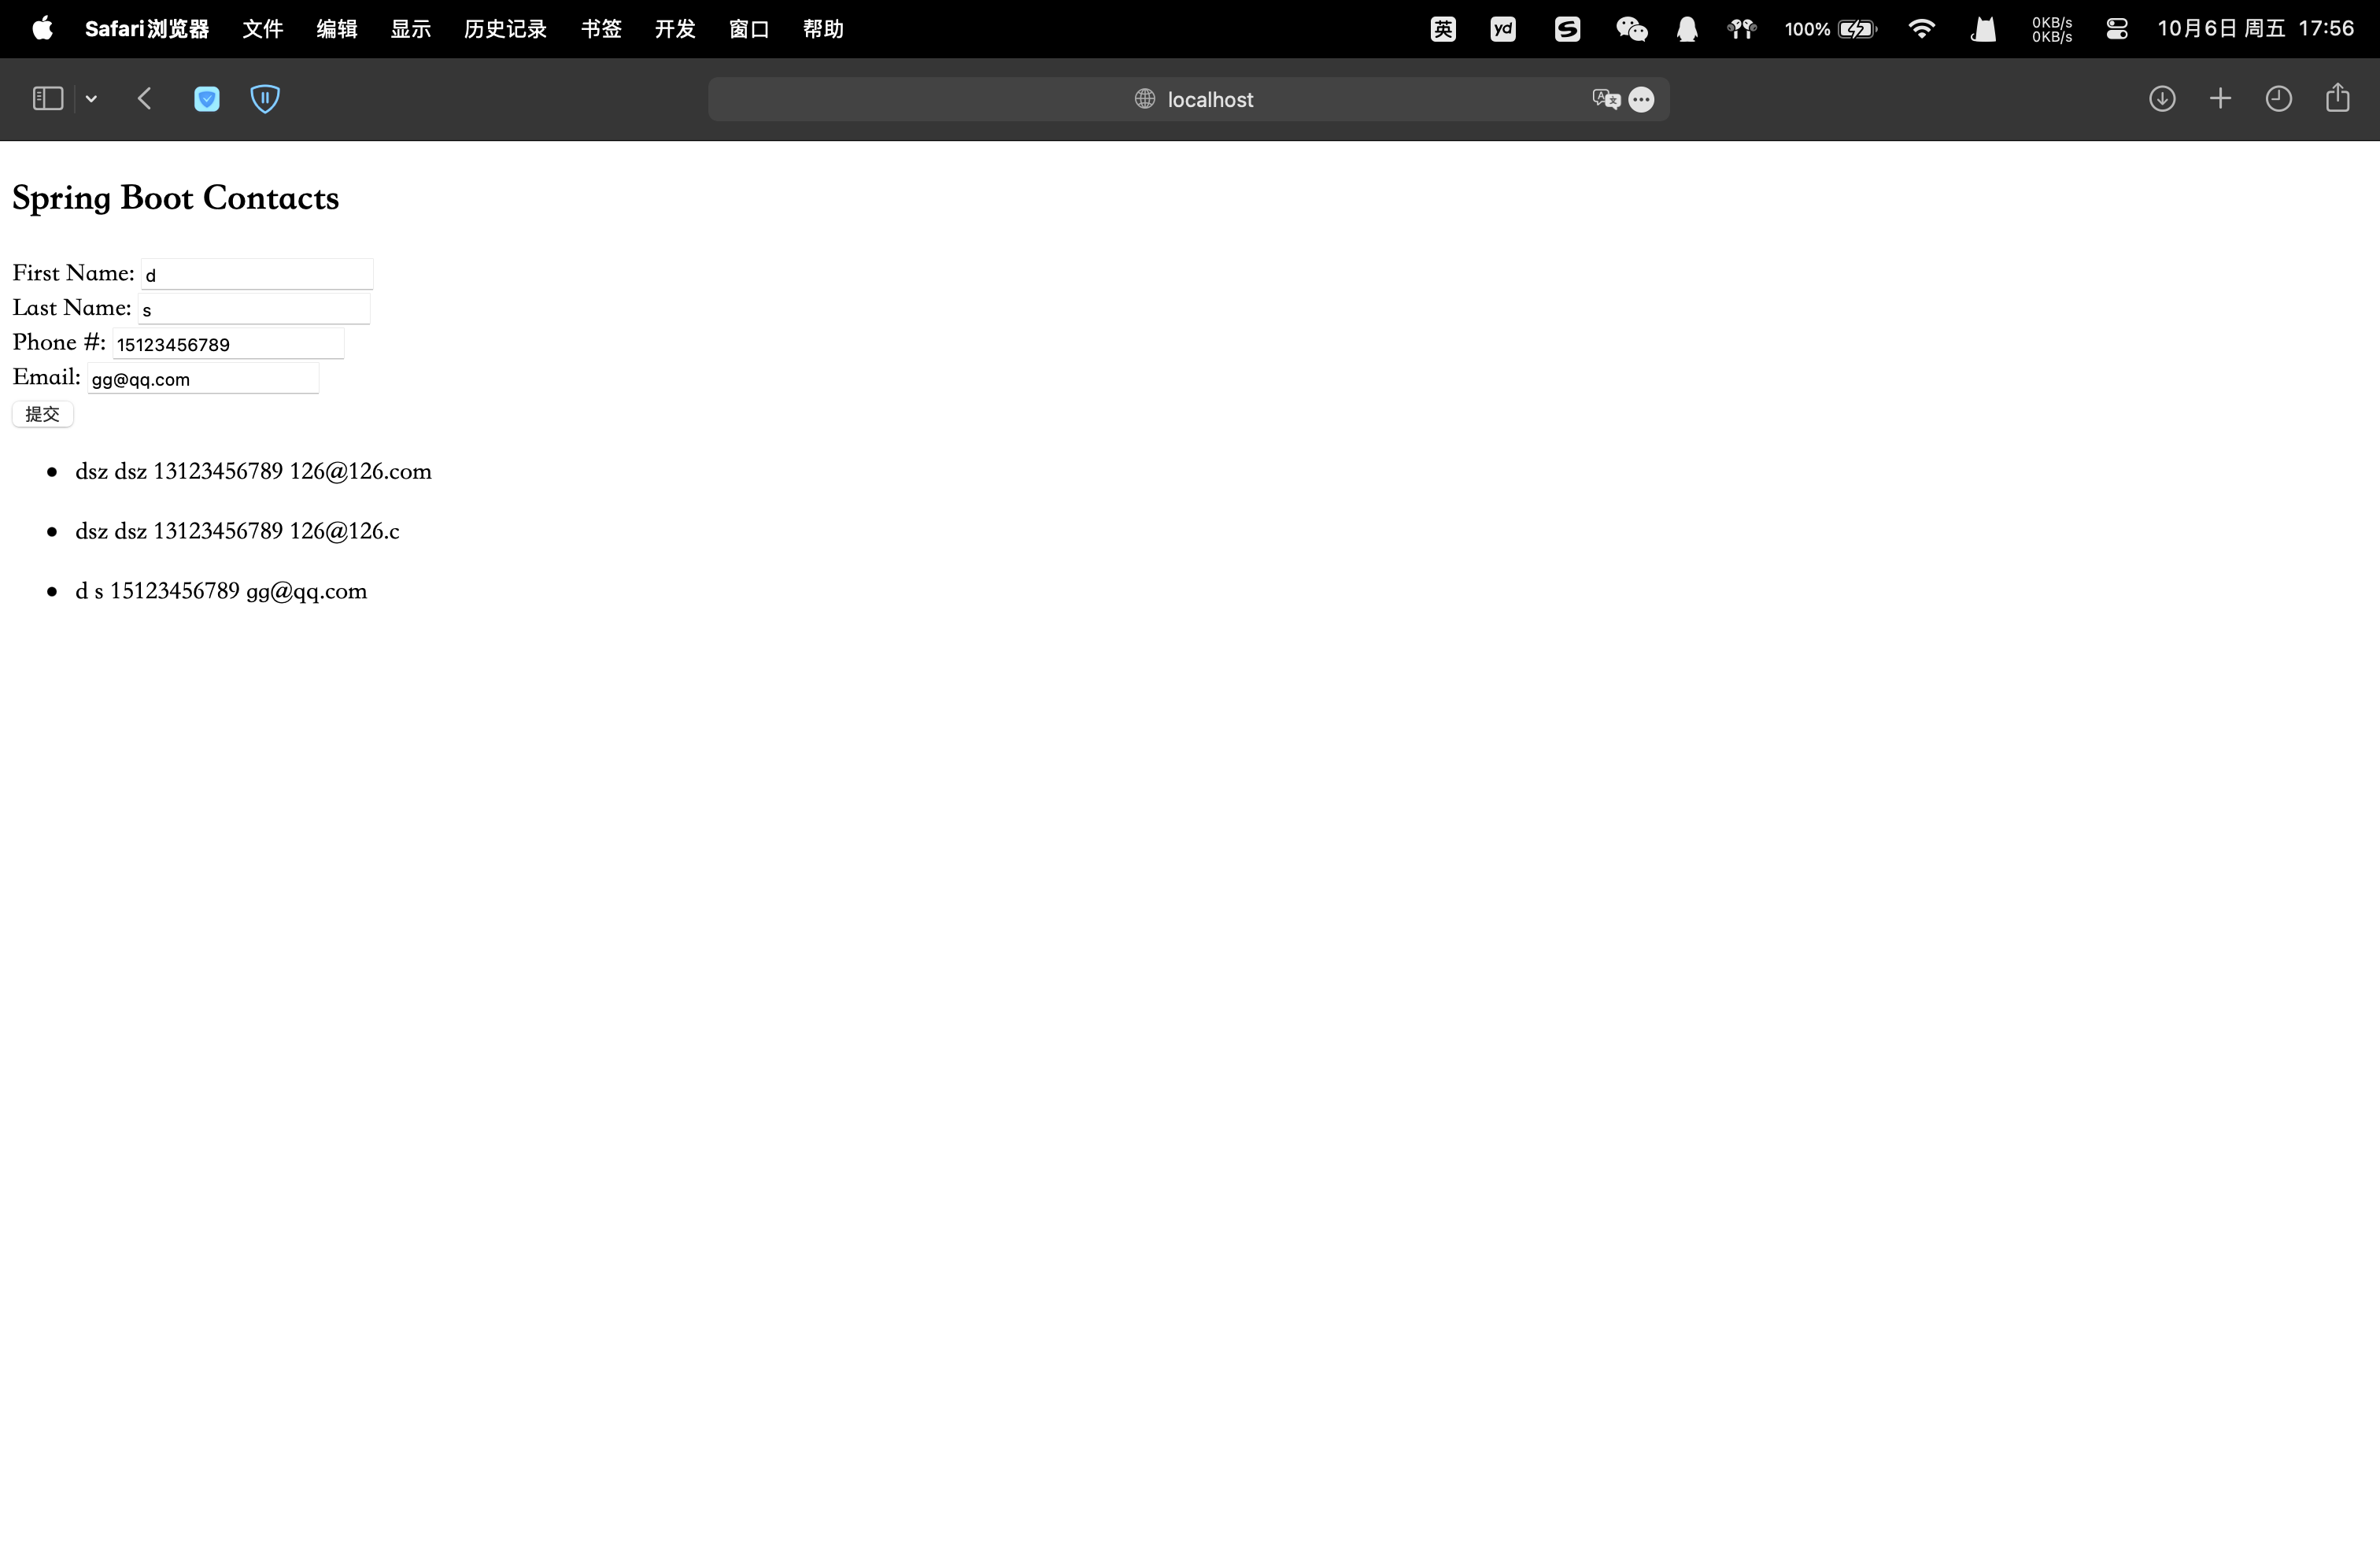 Safari浏览器 文件 编辑 显示 历史记录 书签 开发 窗口 帮助 英 yd S 100% 0KB/s 0KB/s 10月6日 周五 17:56
localhost
Spring Boot Contacts
First Name: d
Last Name: s
Phone #: 15123456789
Email: gg@qq.com
提交
dsz dsz 13123456789 126@126.com
dsz dsz 13123456789 126@126.c
d s 15123456789 gg@qq.com